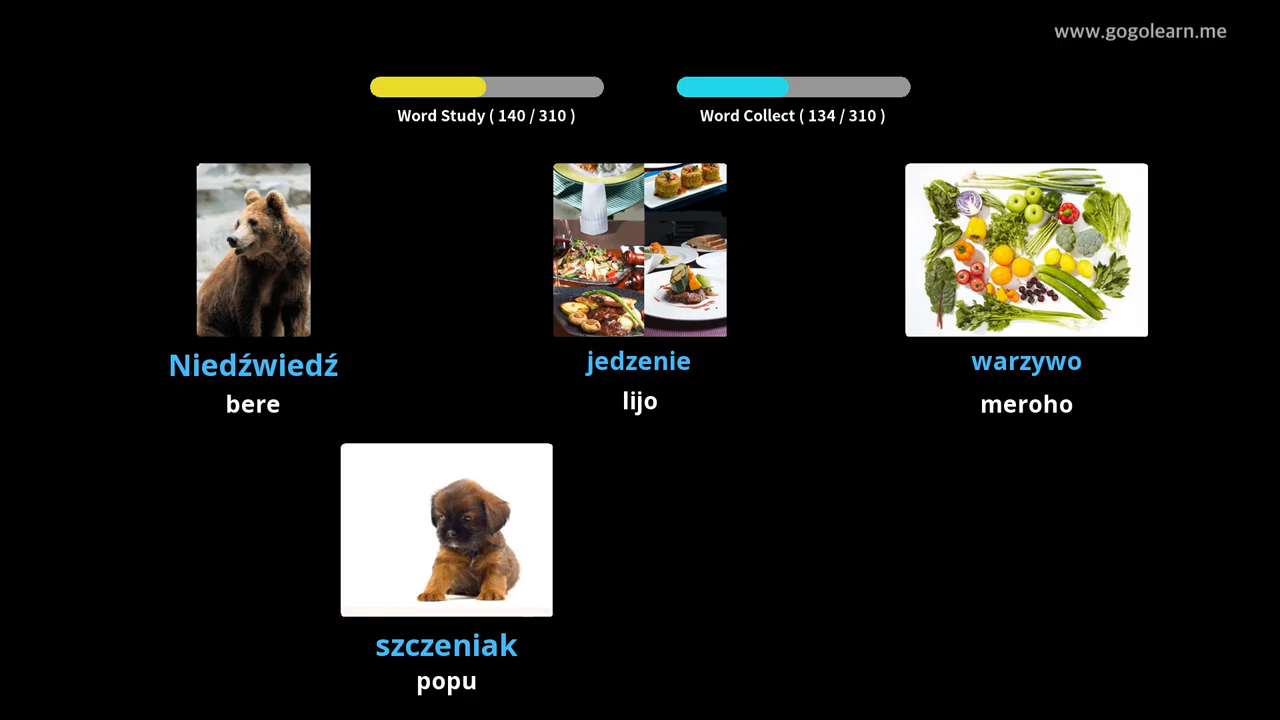 www.gogolearn.me
Word Study ( 140 / 310 )
Word Collect ( 134 / 310 )
Niedźwiedź
bere
jedzenie
lijo
warzywo
meroho
szczeniak
popu